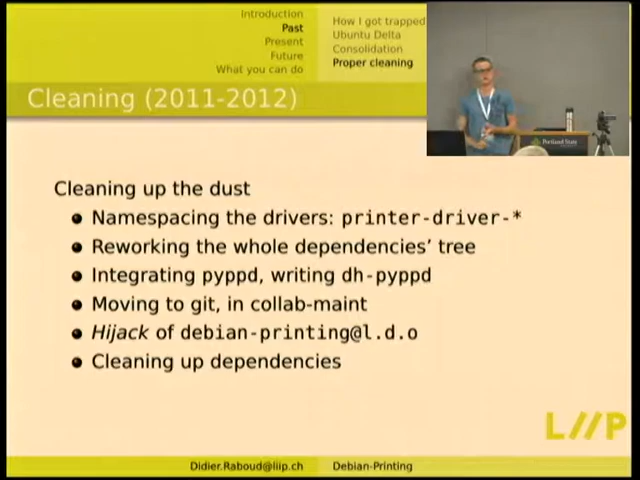 Introduction
Past
Present
Future
What you can do
How I got trapped
Ubuntu Delta
Consolidation
Proper cleaning
Cleaning (2011-2012)
Portland State
Cleaning up the dust
Namespacing the drivers: printer-driver-*
Reworking the whole dependencies' tree
Integrating pyppd, writing dh-pyppd
Moving to git, in collab-maint
Hijack of debian-printing@l.d.o
Cleaning up dependencies
LIIP
Didier.Raboud@liip.ch
Debian-Printing